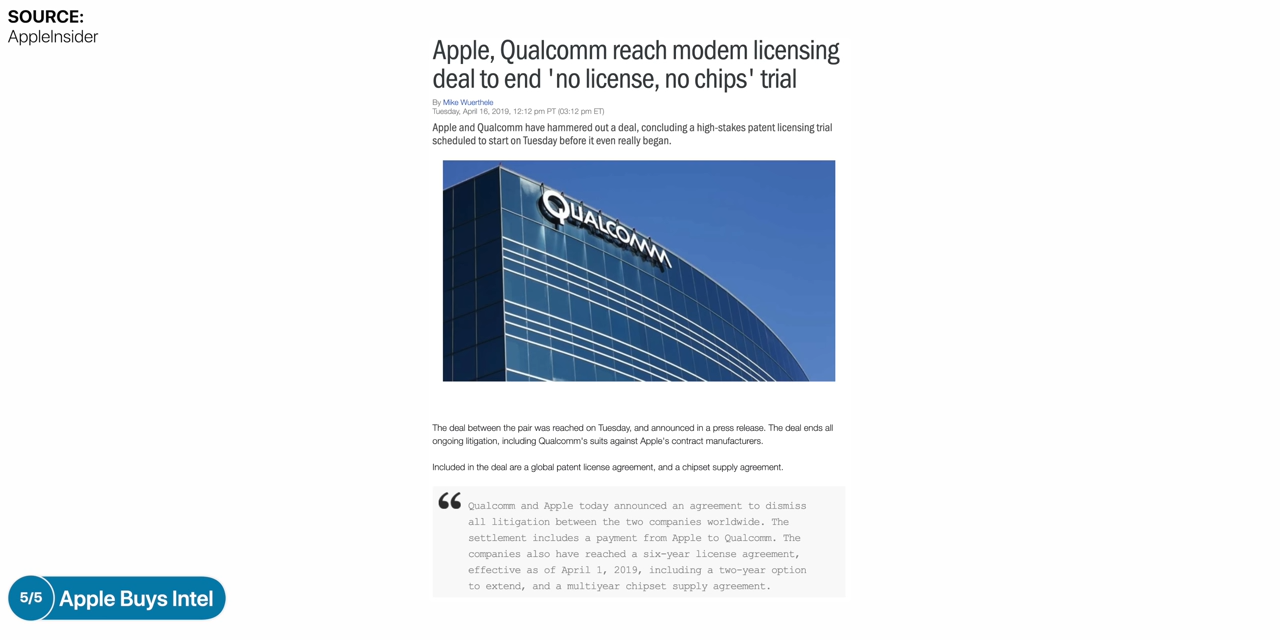 SOURCE:
AppleInsider
Apple, Qualcomm reach modem licensing
deal to end 'no license, no chips' trial
By Mike Wuerthele
Tuesday, April 16, 2019, 12:12 pm PT (03:12 pm ET)
Apple and Qualcomm have hammered out a deal, concluding a high-stakes patent licensing trial
scheduled to start on Tuesday before it even really began.
QUALCOMM
The deal between the pair was reached on Tuesday, and announced in a press release. The deal ends all
ongoing litigation, including Qualcomm's suits against Apple's contract manufacturers.
Included in the deal are a global patent license agreement, and a chipset supply agreement.
“ Qualcomm and Apple today announced an agreement to dismiss
all litigation between the two companies worldwide. The
settlement includes a payment from Apple to Qualcomm. The
companies also have reached a six-year license agreement,
effective as of April 1, 2019, including a two-year option
to extend, and a multiyear chipset supply agreement.
5/5 Apple Buys Intel